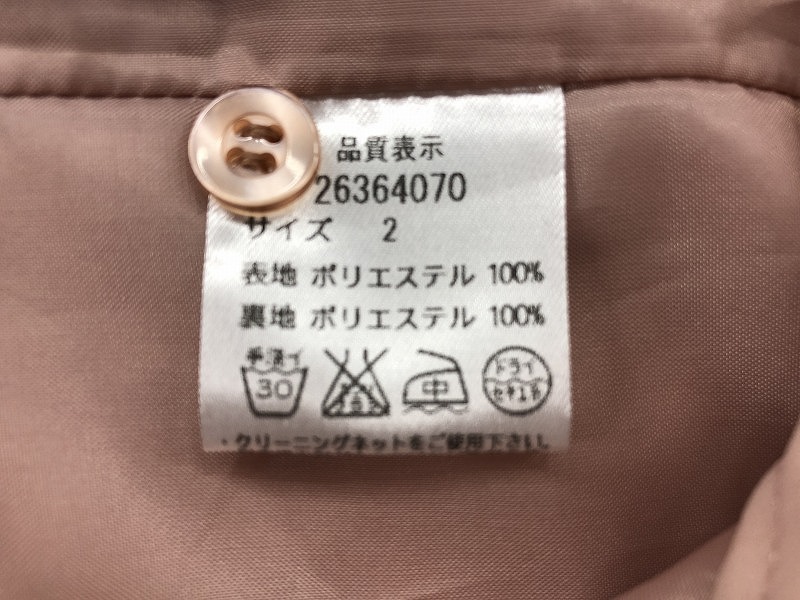 品質表示
26364070
サイズ 2
表地 ポリエステル 100%
裏地 ポリエステル 100%
手洗イ 30 中 ドライ セキユ系
・クリーニングネットをご使用下さい。